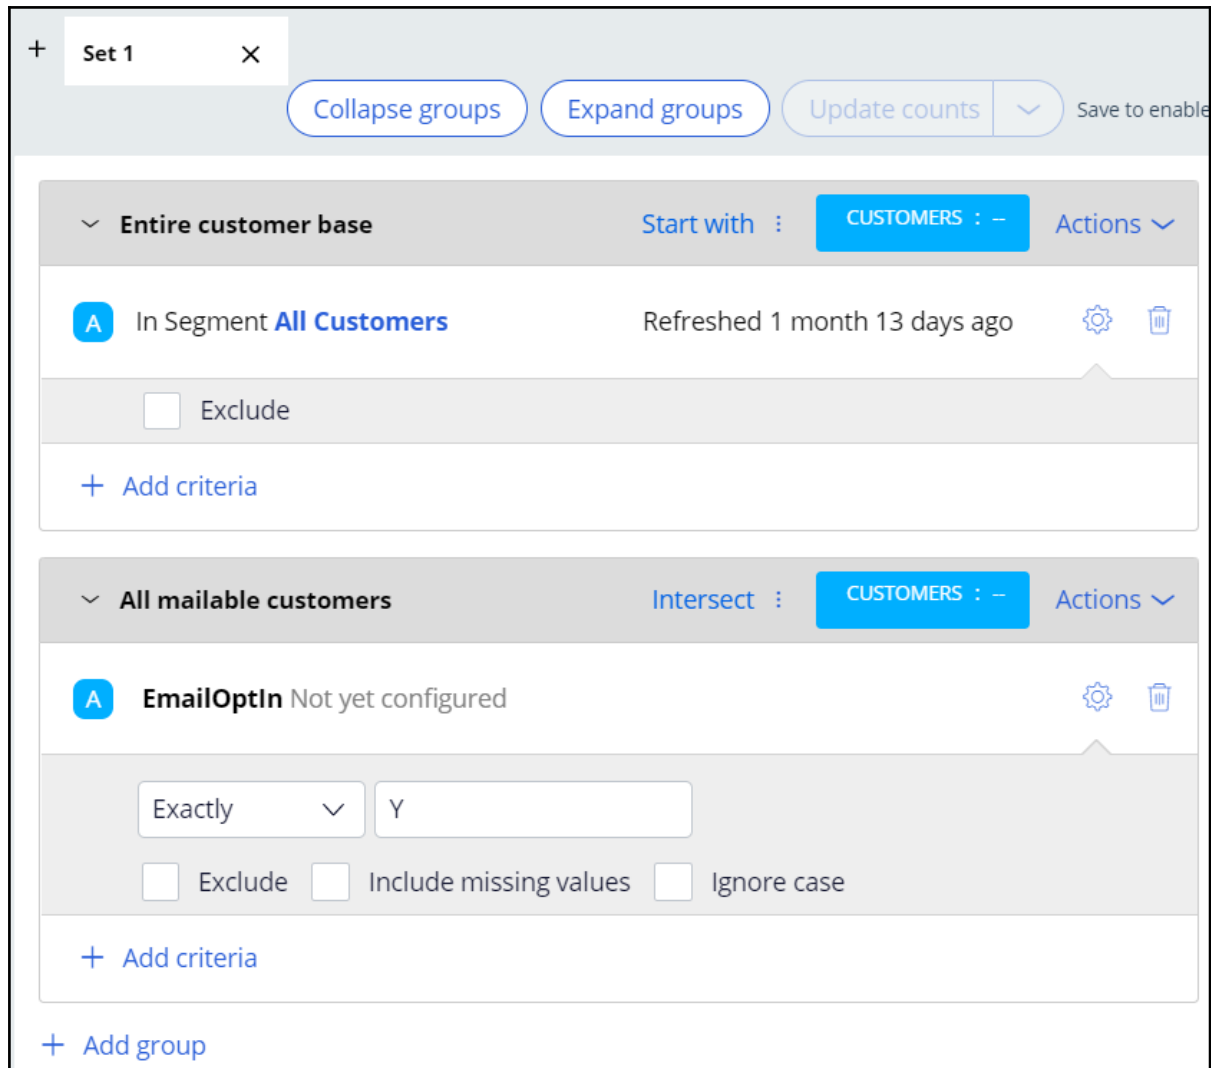 + Set 1 ×
Collapse groups Expand groups Update counts Save to enable
Entire customer base Start with CUSTOMERS : -- Actions
A In Segment All Customers Refreshed 1 month 13 days ago
Exclude
+ Add criteria
All mailable customers Intersect CUSTOMERS : -- Actions
A EmailOptIn Not yet configured
Exactly Y
Exclude Include missing values Ignore case
+ Add criteria
+ Add group